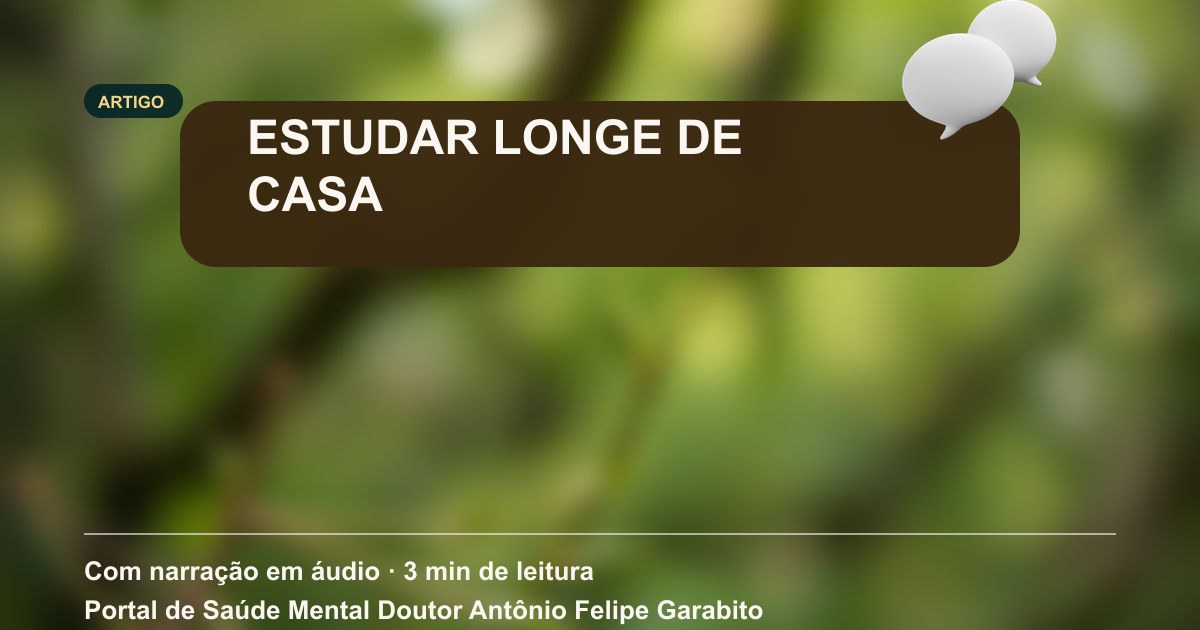 ARTIGO
ESTUDAR LONGE DE
CASA
Com narração em áudio · 3 min de leitura
Portal de Saúde Mental Doutor Antônio Felipe Garabito